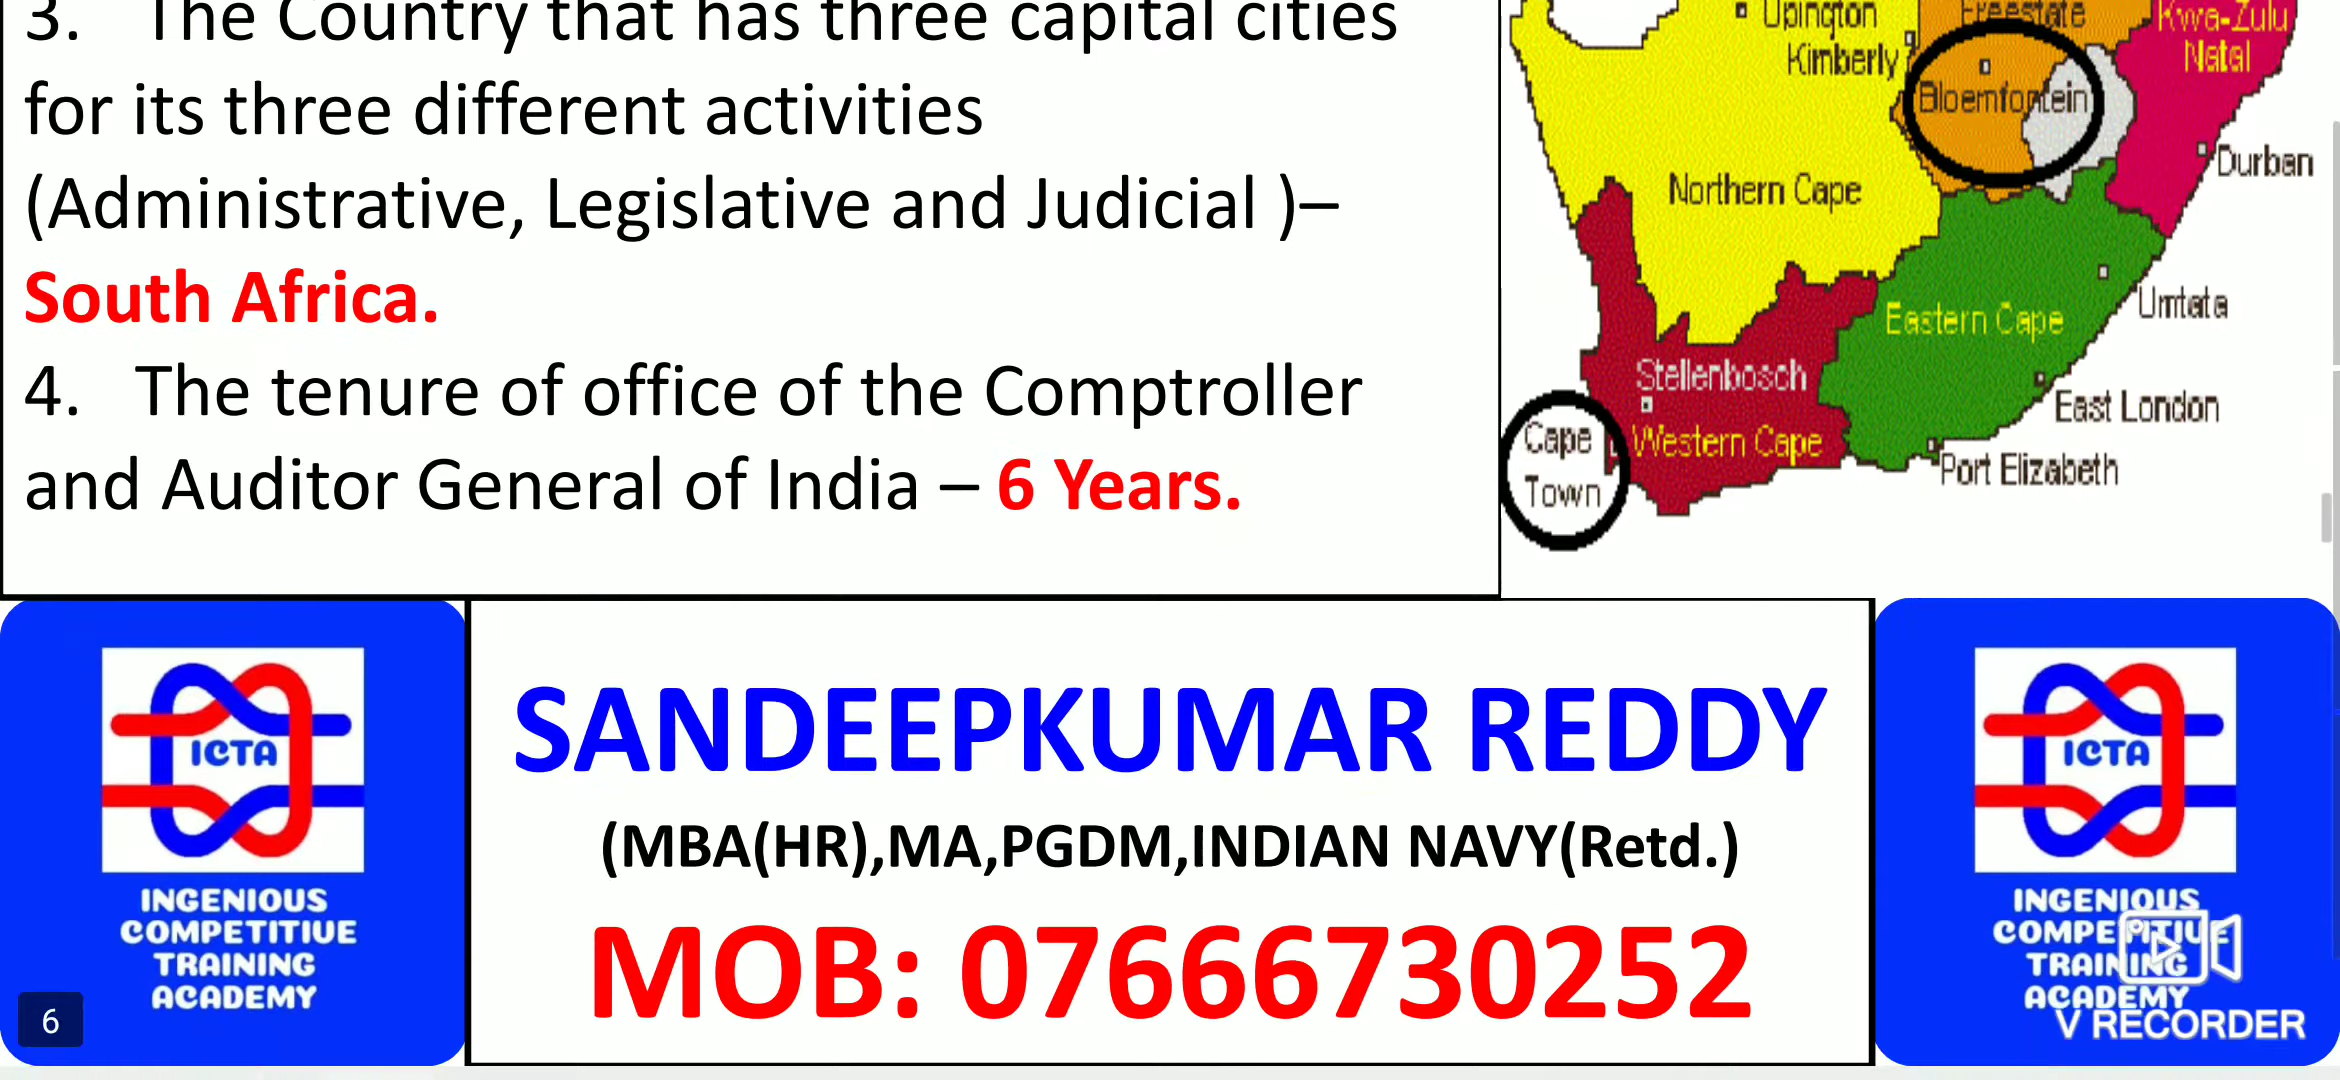 3. The Country that has three capital cities
for its three different activities
(Administrative, Legislative and Judicial )–
South Africa.
4. The tenure of office of the Comptroller
and Auditor General of India – 6 Years.
Upington
Freestate
Kwa-Zulu
Natal
Kimberly
Bloemfontein
Durban
Northern Cape
Umtata
Eastern Cape
Stellenbosch
East London
Cape
Town
Western Cape
Port Elizabeth
ICTA
INGENIOUS
COMPETITIUE
TRAINING
ACADEMY
6
SANDEEPKUMAR REDDY
(MBA(HR),MA,PGDM,INDIAN NAVY(Retd.)
MOB: 07666730252
ICTA
INGENIOUS
COMPETITIUE
TRAINING
ACADEMY
V RECORDER